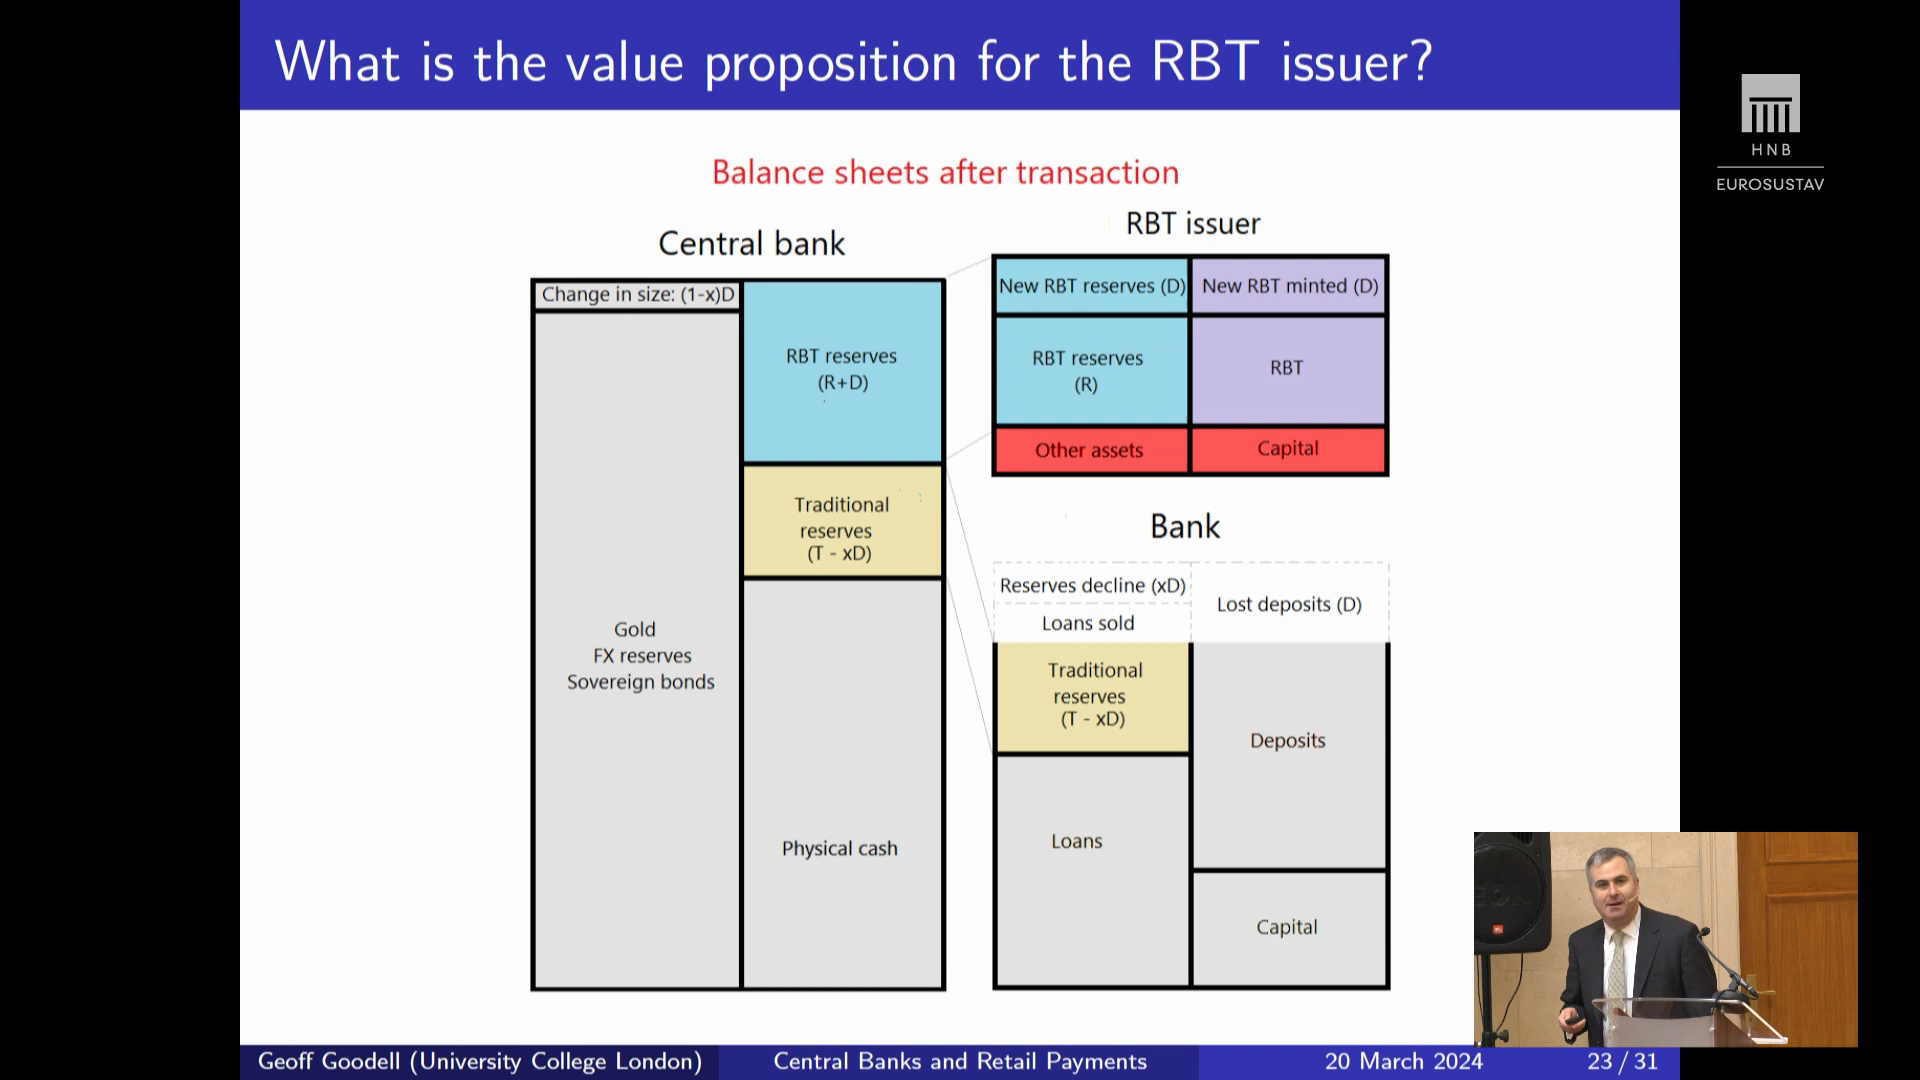 What is the value proposition for the RBT issuer?
HNB
EUROSUSTAV
Balance sheets after transaction
Central bank
Change in size: (1-x)D
RBT reserves
(R+D)
Traditional
reserves
(T - xD)
Gold
FX reserves
Sovereign bonds
Physical cash
RBT issuer
New RBT reserves (D)
New RBT minted (D)
RBT reserves
(R)
RBT
Other assets
Capital
Bank
Reserves decline (xD)
Lost deposits (D)
Loans sold
Traditional
reserves
(T - xD)
Deposits
Loans
Capital
Geoff Goodell (University College London)
Central Banks and Retail Payments
20 March 2024
23 / 31